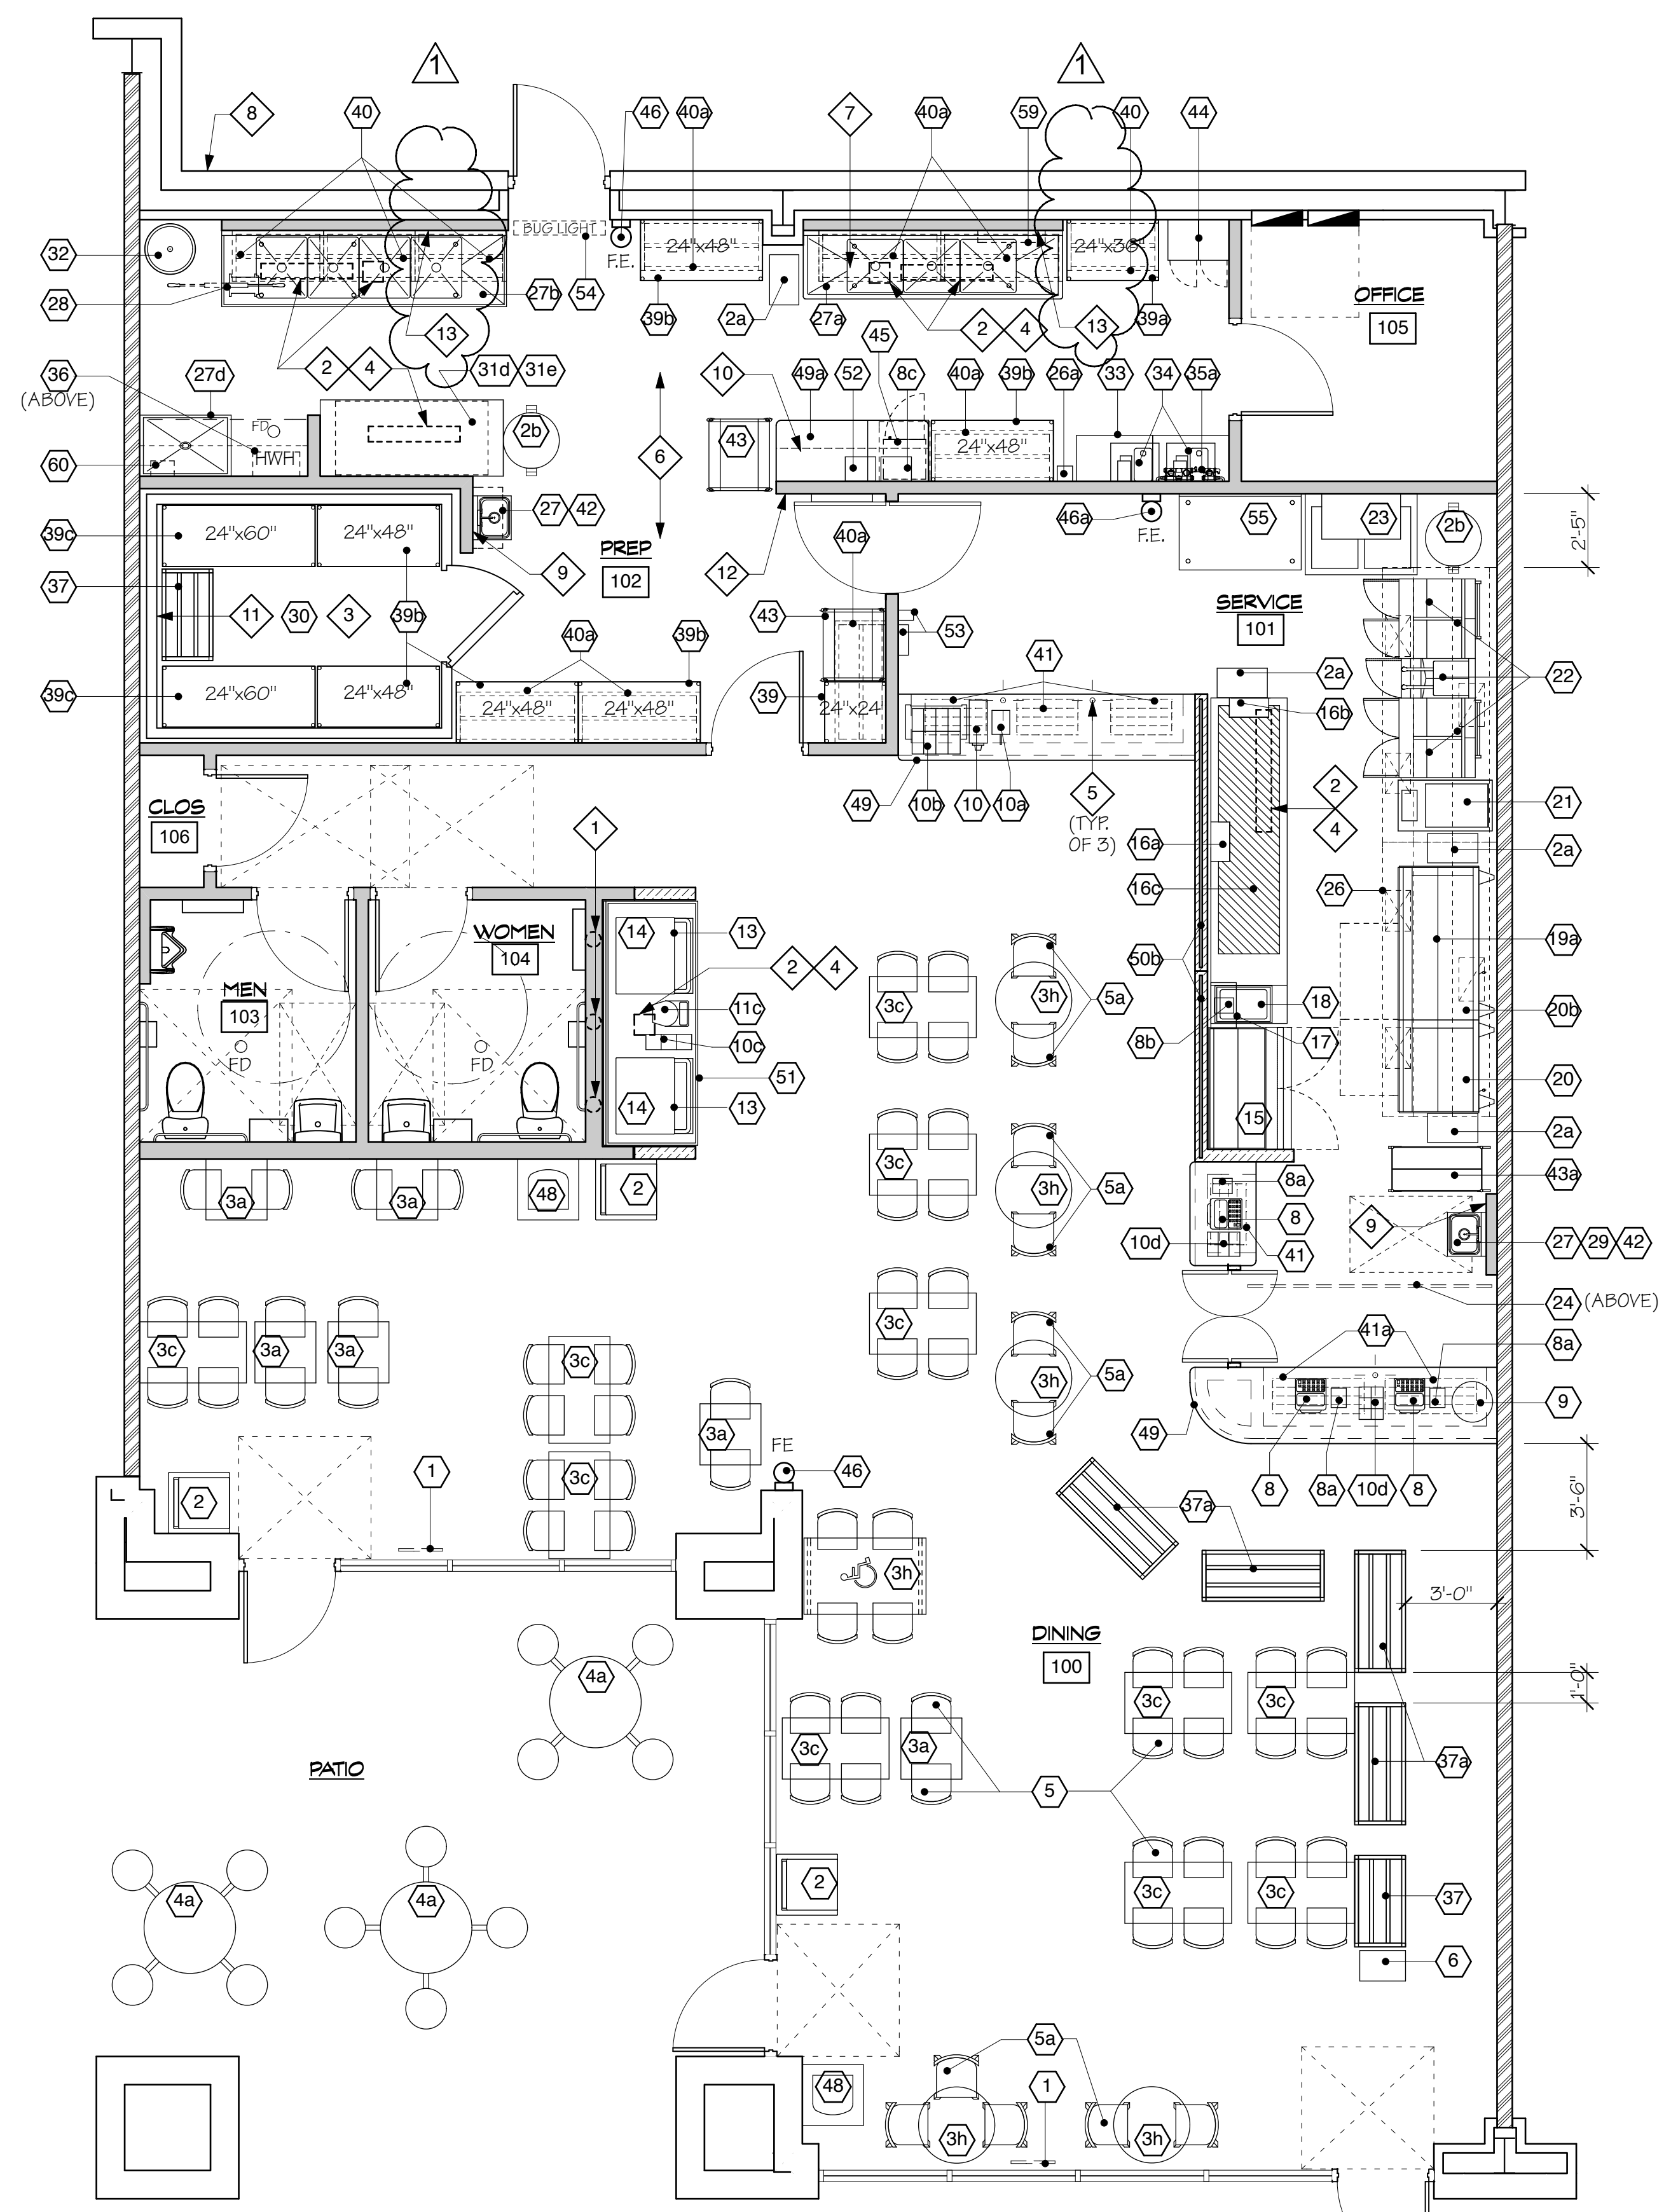 1 1
8 40 46 40a 7 40a 59 40 44
BUG LIGHT
F.E.
24"x48" 24"x36"
32
28
27b 54 39b 2a 27a 2 4 13 39a
OFFICE
105
13
45
36
(ABOVE)
27d
2 4 31d 31e
10 49a 52 8c 40a 39b 26a 33 34 35a
FD
HWH
2b
6
43
24"x48"
60
27 42
46a
F.E.
55 23 2b
2'-5"
39c
24"x60" 24"x48"
40a
PREP
102
9
12
37
11 30 3 39b
SERVICE
101
43
53
40a 39b
41
2a
22
39c
24"x60" 24"x48"
24"x48" 24"x48"
39
24"x24"
16b
CLOS
106
49 10b 10 10a
5
(TYP.
OF 3)
2
4
21
1
16a
2a
16c
26
WOMEN
104
14 13
19a
MEN
103
2 4
50b
3c 3h 5a
11c
18
20b
FD FD
10c
8b 17
51
20
14 13
15
2a
3c 3h 5a
43a
3a 3a 48 2
8a
8
9
10d
41
27 29 42
24 (ABOVE)
3c 3a 3a
3c
3c
3h 5a
41a
8a
9
3a
FE
49
46
1
3c
8 8a 10d 8
2
37a
3'-6"
3h
3'-0"
DINING
100
4a
3c 3c
1'-0"
PATIO
3c 3a
37a
5
4a 4a
2
3c 3c
37
6
5a
48
1
3h 3h